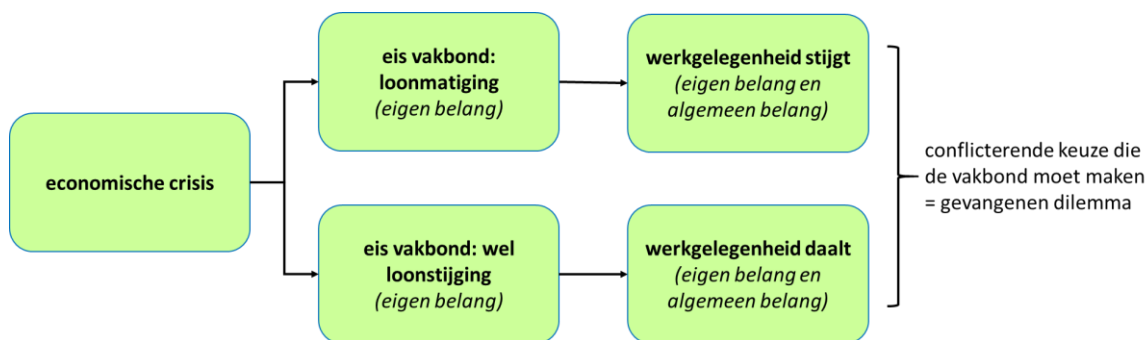 economische crisis
eis vakbond:
loonmatiging
(eigen belang)
werkgelegenheid stijgt
(eigen belang en
algemeen belang)
eis vakbond: wel
loonstijging
(eigen belang)
werkgelegenheid daalt
(eigen belang en
algemeen belang)
conflicterende keuze die
de vakbond moet maken
= gevangenen dilemma